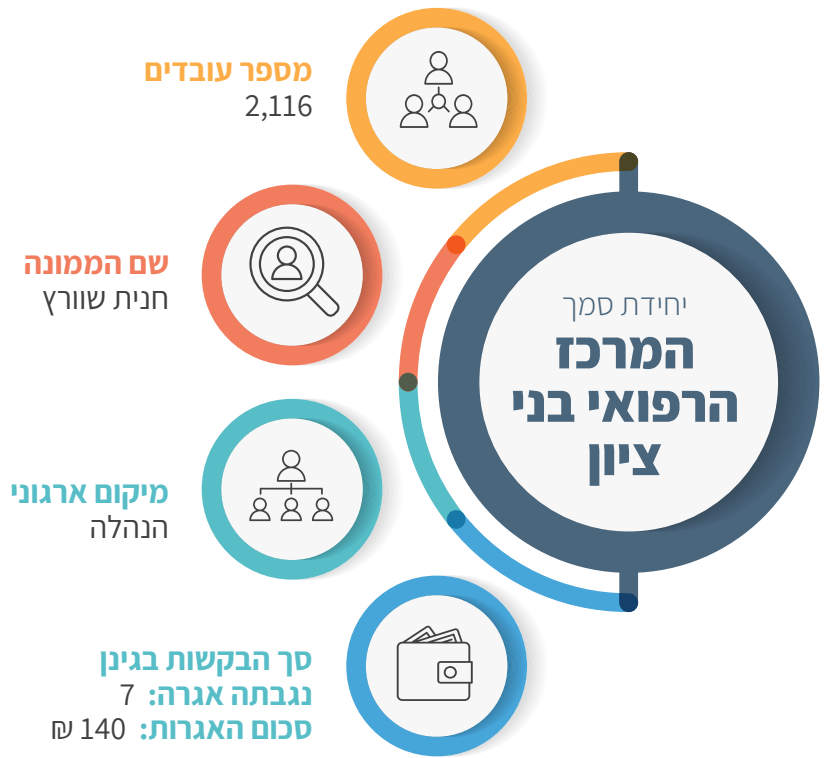 יחידת סמך
המרכז
הרפואי בני
ציון
מספר עובדים
2,116
שם הממונה
חנית שוורץ
מיקום ארגוני
הנהלה
סך הבקשות בגינן
נגבתה אגרה: 7
סכום האגרות: 140 ₪